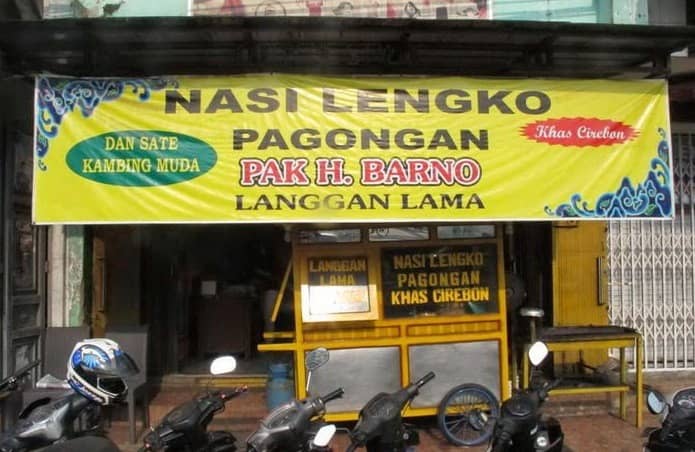 NASI LENGKO
PAGONGAN
PAK H. BARNO
LANGGAN LAMA
DAN SATE
KAMBING MUDA
Khas Cirebon
LANGGAN
LAMA
NASI LENGKO
PAGONGAN
KHAS CIREBON